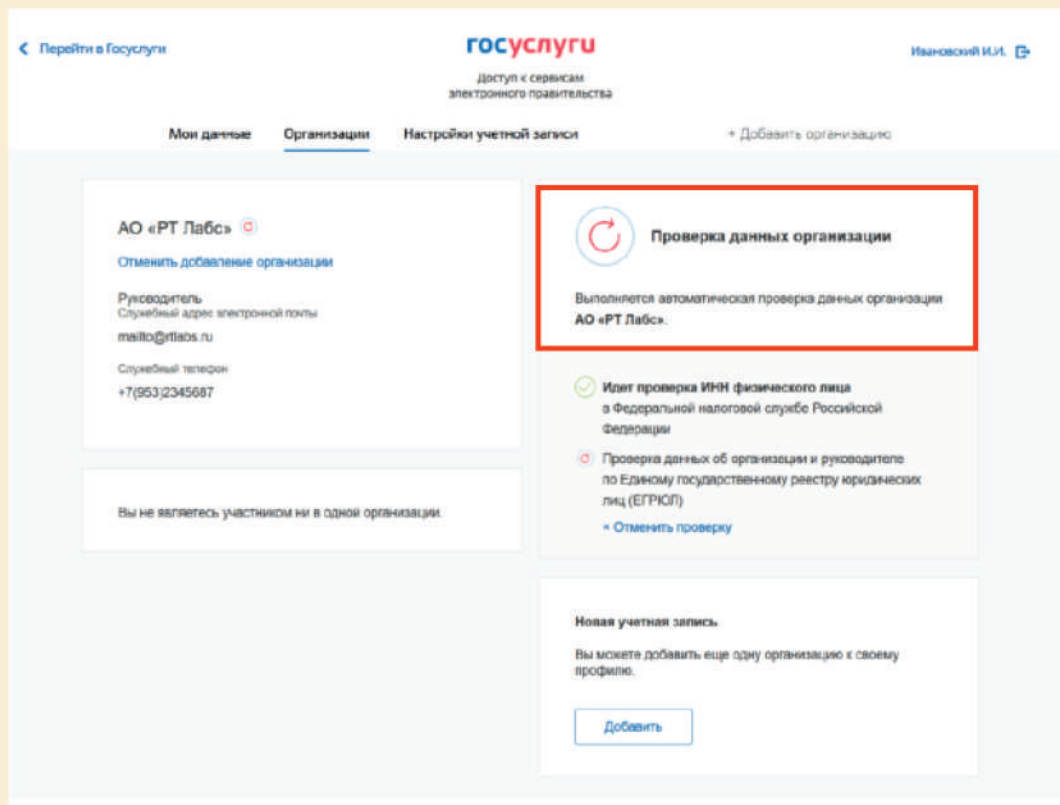 Перейти в Госуслуги
госуслуги
Ивановский И.И.
Доступ к сервисам
электронного правительства
Мои данные
Организации
Настройки учетной записи
+ Добавить организацию
АО «РТ Лабс»
Отменить добавление организации
Руководитель
Служебный адрес электронной почты
mailto@rtlabs.ru
Служебный телефон
+7(953)2345687
Вы не являетесь участником ни в одной организации.
Проверка данных организации
Выполняется автоматическая проверка данных организации
АО «РТ Лабс».
Идет проверка ИНН физического лица
в Федеральной налоговой службе Российской
Федерации
Проверка данных об организации и руководителе
по Единому государственному реестру юридических
лиц (ЕГРЮЛ)
× Отменить проверку
Новая учетная запись
Вы можете добавить еще одну организацию к своему
профилю.
Добавить